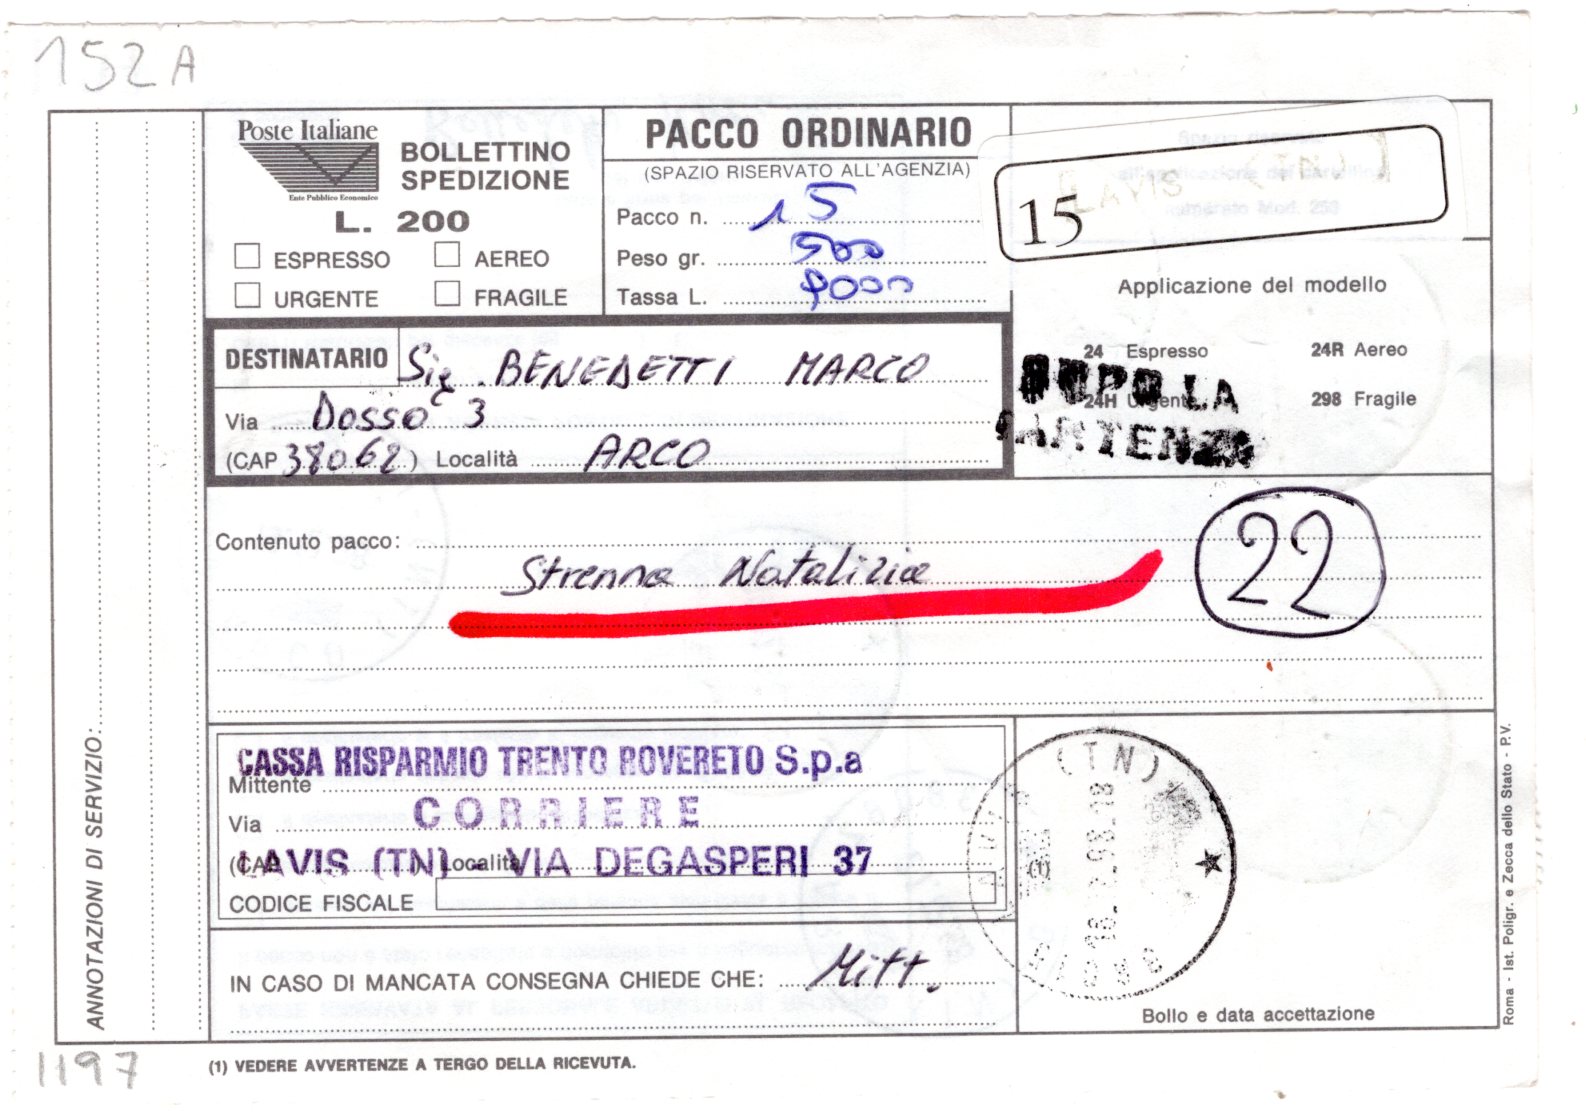 152A
Poste Italiane
Ente Pubblico Economico
BOLLETTINO
SPEDIZIONE
L. 200
ESPRESSO AEREO
URGENTE FRAGILE
PACCO ORDINARIO
(SPAZIO RISERVATO ALL'AGENZIA)
Pacco n. 15
Peso gr. 500
Tassa L. 9000
LAVIS (TN)
15
Applicazione del modello
24 Espresso 24R Aereo
24H Urgente 298 Fragile
DOPO LA
PARTENZA
DESTINATARIO Sig. BENEDETTI MARCO
Via Dosso 3
(CAP 38062) Località ARCO
Contenuto pacco:
Strenna Natalizia
22
CASSA RISPARMIO TRENTO ROVERETO S.p.a
Mittente
CORRIERE
Via
LAVIS (TN) VIA DEGASPERI 37
(CAP Località
(1)
CODICE FISCALE
IN CASO DI MANCATA CONSEGNA CHIEDE CHE: Mitt.
(TN)
Bollo e data accettazione
ANNOTAZIONI DI SERVIZIO:
Roma - Ist. Poligr. e Zecca dello Stato - P.V.
(1) VEDERE AVVERTENZE A TERGO DELLA RICEVUTA.
1197